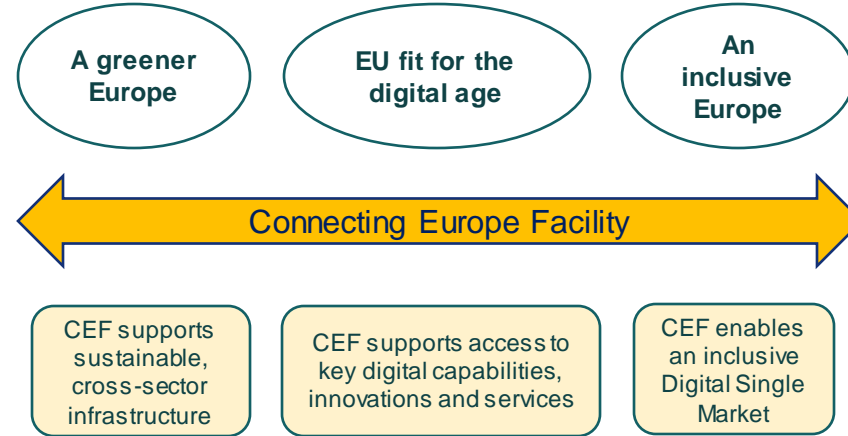 A greener
Europe
EU fit for the
digital age
An
inclusive
Europe
Connecting Europe Facility
CEF supports
sustainable,
cross-sector
infrastructure
CEF supports access to
key digital capabilities,
innovations and services
CEF enables
an inclusive
Digital Single
Market